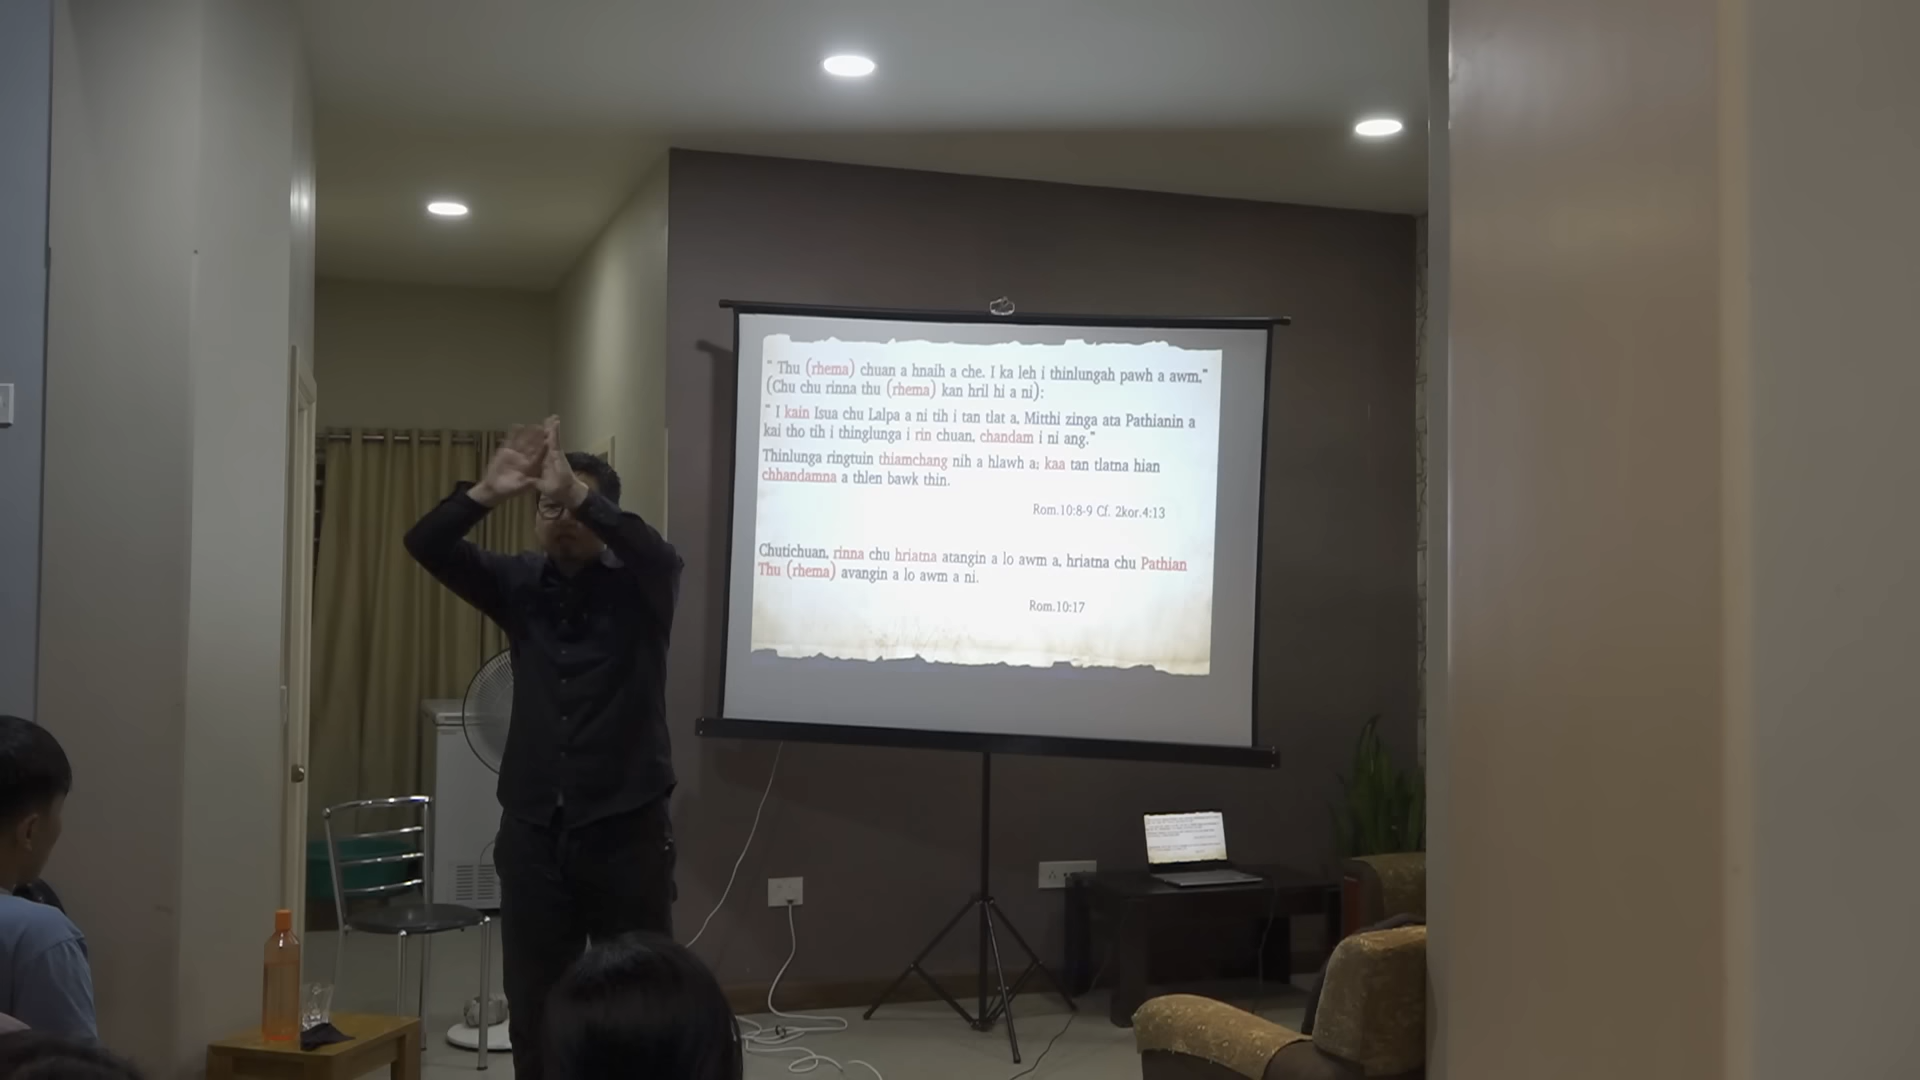 " Thu (rhema) chuan a hnaih a che. I ka leh i thinlungah pawh a awm."
(Chu chu rinna thu (rhema) kan hril hi a ni):
" I kain Isua chu Lalpa a ni tih i tan tlat a, Mitthi zinga ata Pathianin a
kai tho tih i thinglunga i rin chuan, chandam i ni ang."
Thinlunga ringtuin thiamchang nih a hlawh a; kaa tan tlatna hian
chhandamna a thlen bawk thin.
Rom.10:8-9 Cf. 2kor.4:13
Chutichuan, rinna chu hriatna atangin a lo awm a, hriatna chu Pathian
Thu (rhema) avangin a lo awm a ni.
Rom.10:17